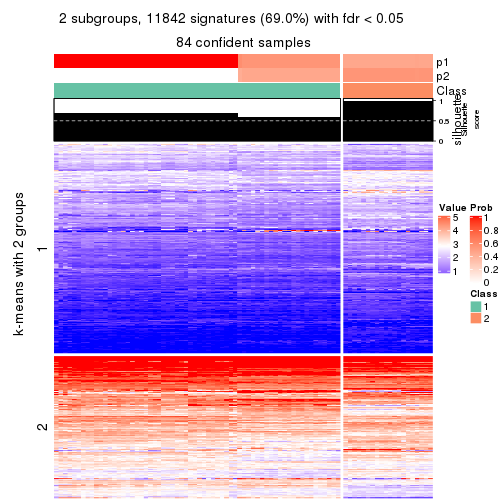 2 subgroups, 11842 signatures (69.0%) with fdr < 0.05
84 confident samples
p1
p2
Class
silhouette
Silhouette
score
1
0.5
0
k-means with 2 groups
1
2
Value
5
4
3
2
1
Prob
1
0.8
0.6
0.4
0.2
0
Class
1
2